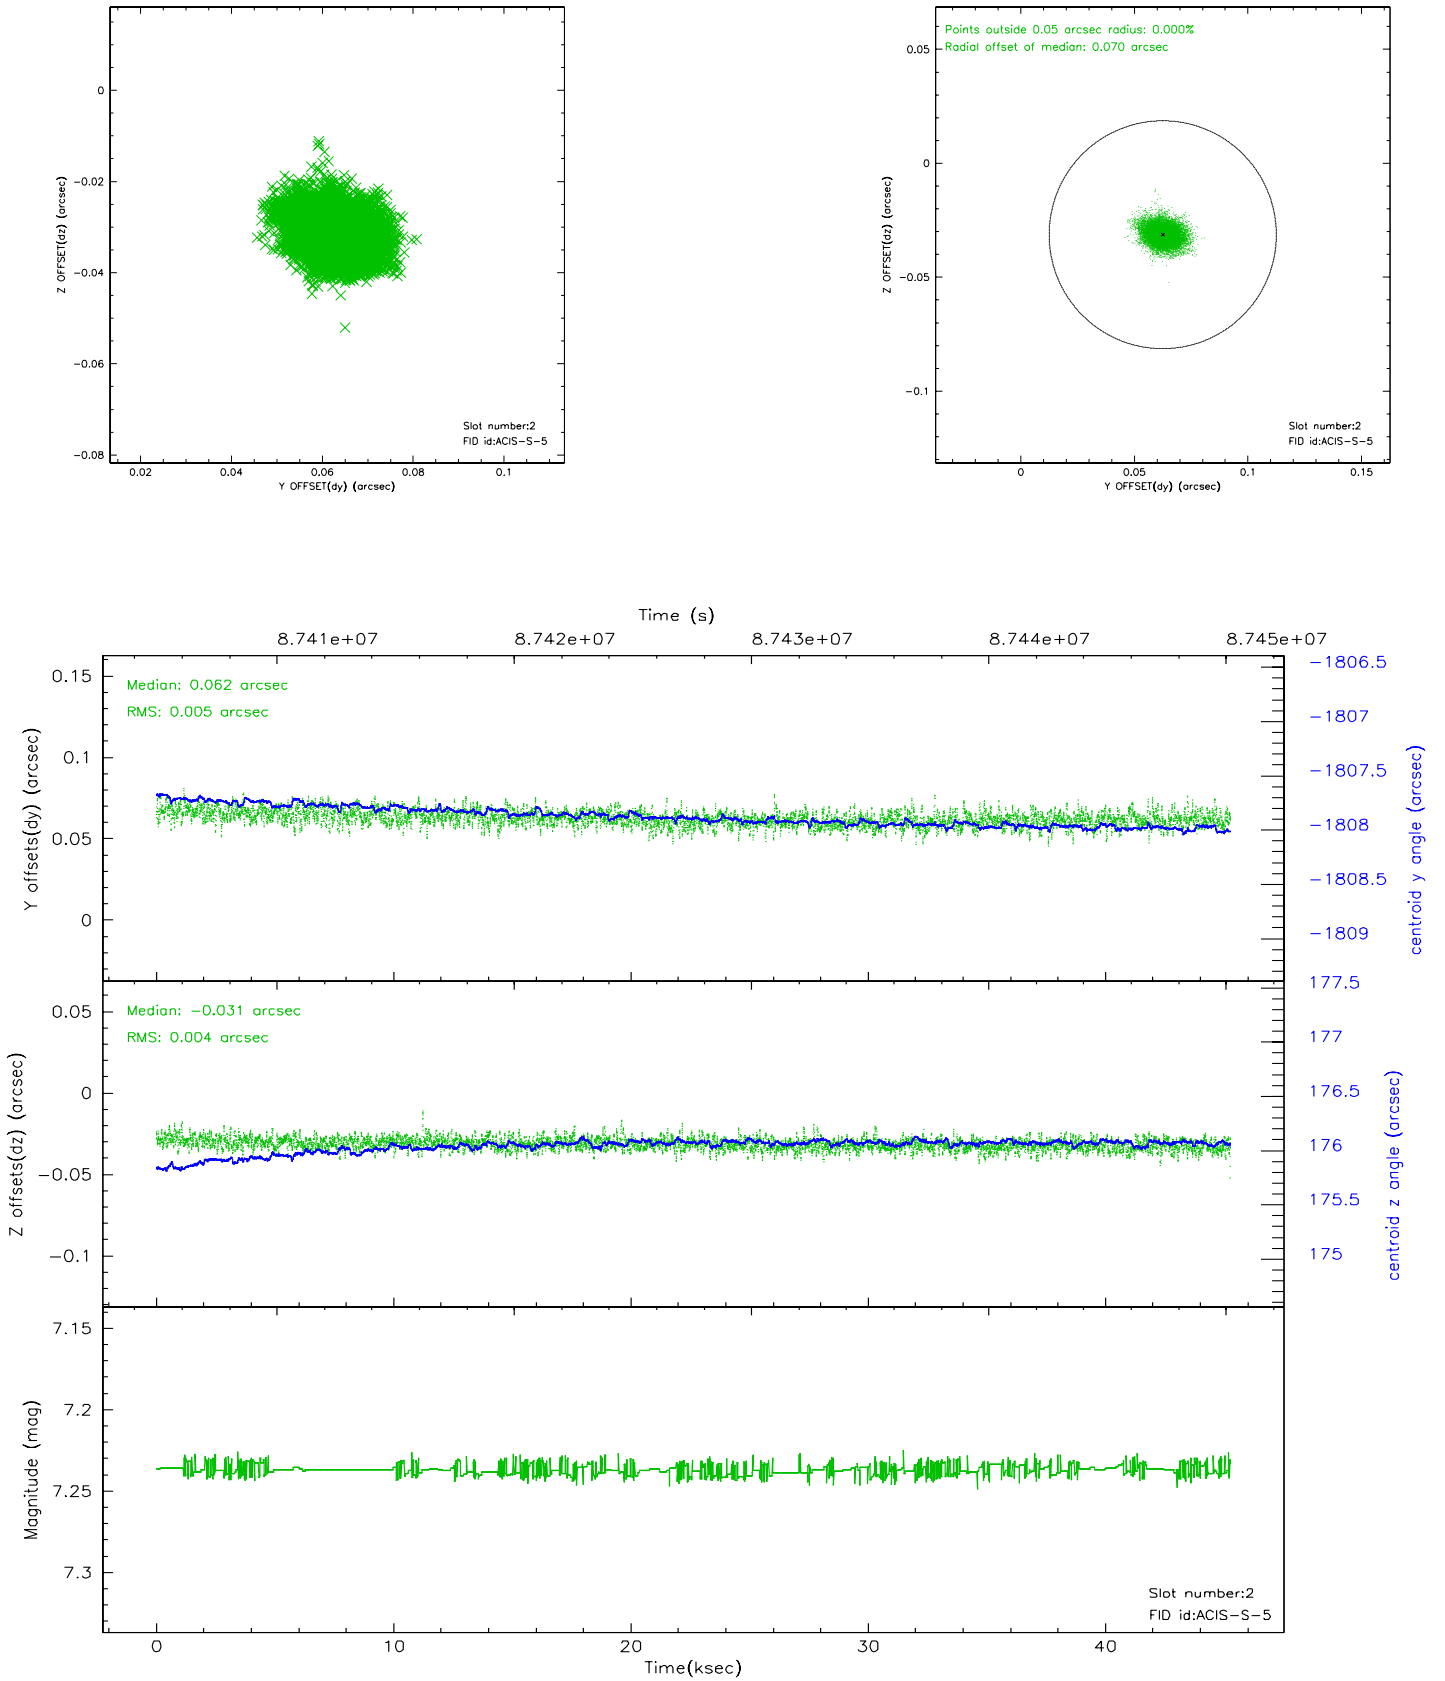 0
−0.02
−0.04
−0.06
−0.08
Z OFFSET(dz) (arcsec)
0.02 0.04 0.06 0.08 0.1
Y OFFSET(dy) (arcsec)
Slot number:2
FID id:ACIS−S−5
Points outside 0.05 arcsec radius: 0.000%
Radial offset of median: 0.070 arcsec
0.05
0
−0.05
−0.1
Z OFFSET(dz) (arcsec)
0 0.05 0.1 0.15
Y OFFSET(dy) (arcsec)
Slot number:2
FID id:ACIS−S−5
Time (s)
8.741e+07 8.742e+07 8.743e+07 8.744e+07 8.745e+07
Median: 0.062 arcsec
RMS: 0.005 arcsec
0.15
0.1
0.05
0
Y offsets(dy) (arcsec)
−1806.5
−1807
−1807.5
−1808
−1808.5
−1809
centroid y angle (arcsec)
Median: −0.031 arcsec
RMS: 0.004 arcsec
0.05
0
−0.05
−0.1
Z offsets(dz) (arcsec)
177.5
177
176.5
176
175.5
175
centroid z angle (arcsec)
7.15
7.2
7.25
7.3
Magnitude (mag)
Slot number:2
FID id:ACIS−S−5
0 10 20 30 40
Time(ksec)